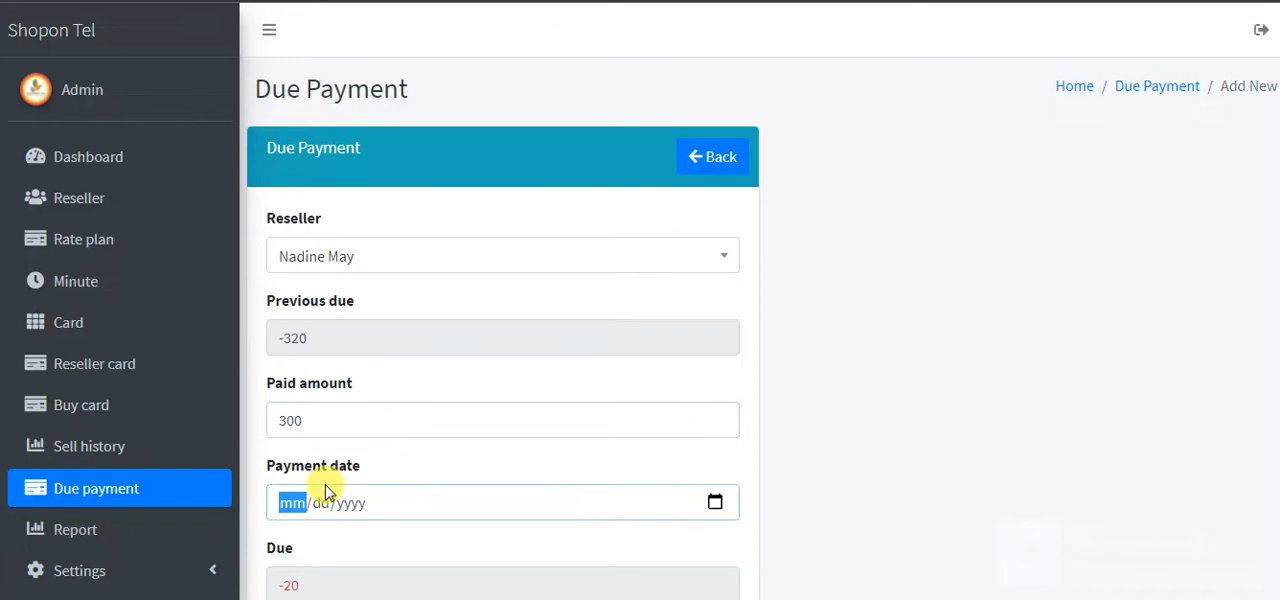 Shopon Tel
Admin
Dashboard
Reseller
Rate plan
Minute
Card
Reseller card
Buy card
Sell history
Due payment
Report
Settings
Due Payment
Home / Due Payment / Add New
Due Payment
Back
Reseller
Nadine May
Previous due
-320
Paid amount
300
Payment date
mm/dd/yyyy
Due
-20